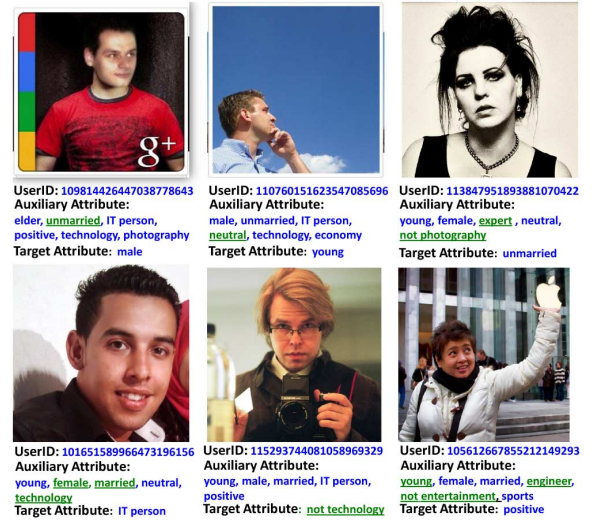 g+
UserID: 109814426447038778643
Auxiliary Attribute:
elder, unmarried, IT person,
positive, technology, photography
Target Attribute: male
UserID: 110760151623547085696
Auxiliary Attribute:
male, unmarried, IT person,
neutral, technology, economy
Target Attribute: young
UserID: 113847951893881070422
Auxiliary Attribute:
young, female, expert , neutral,
not photography
Target Attribute: unmarried
UserID: 101651589966473196156
Auxiliary Attribute:
young, female, married, neutral,
technology
Target Attribute: IT person
UserID: 115293744081058969329
Auxiliary Attribute:
young, male, married, IT person,
positive
Target Attribute: not technology
UserID: 105612667855212149293
Auxiliary Attribute:
young, female, married, engineer,
not entertainment, sports
Target Attribute: positive